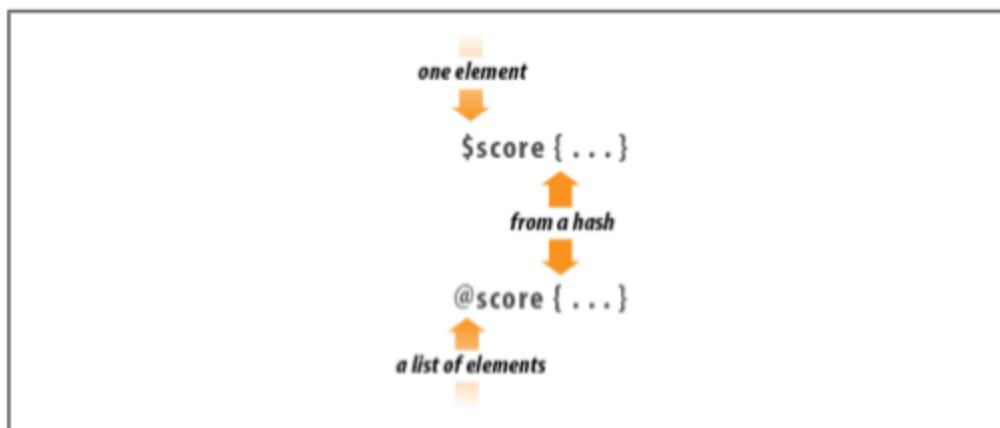 one element
$score{...}
from a hash
@score{...}
a list of elements